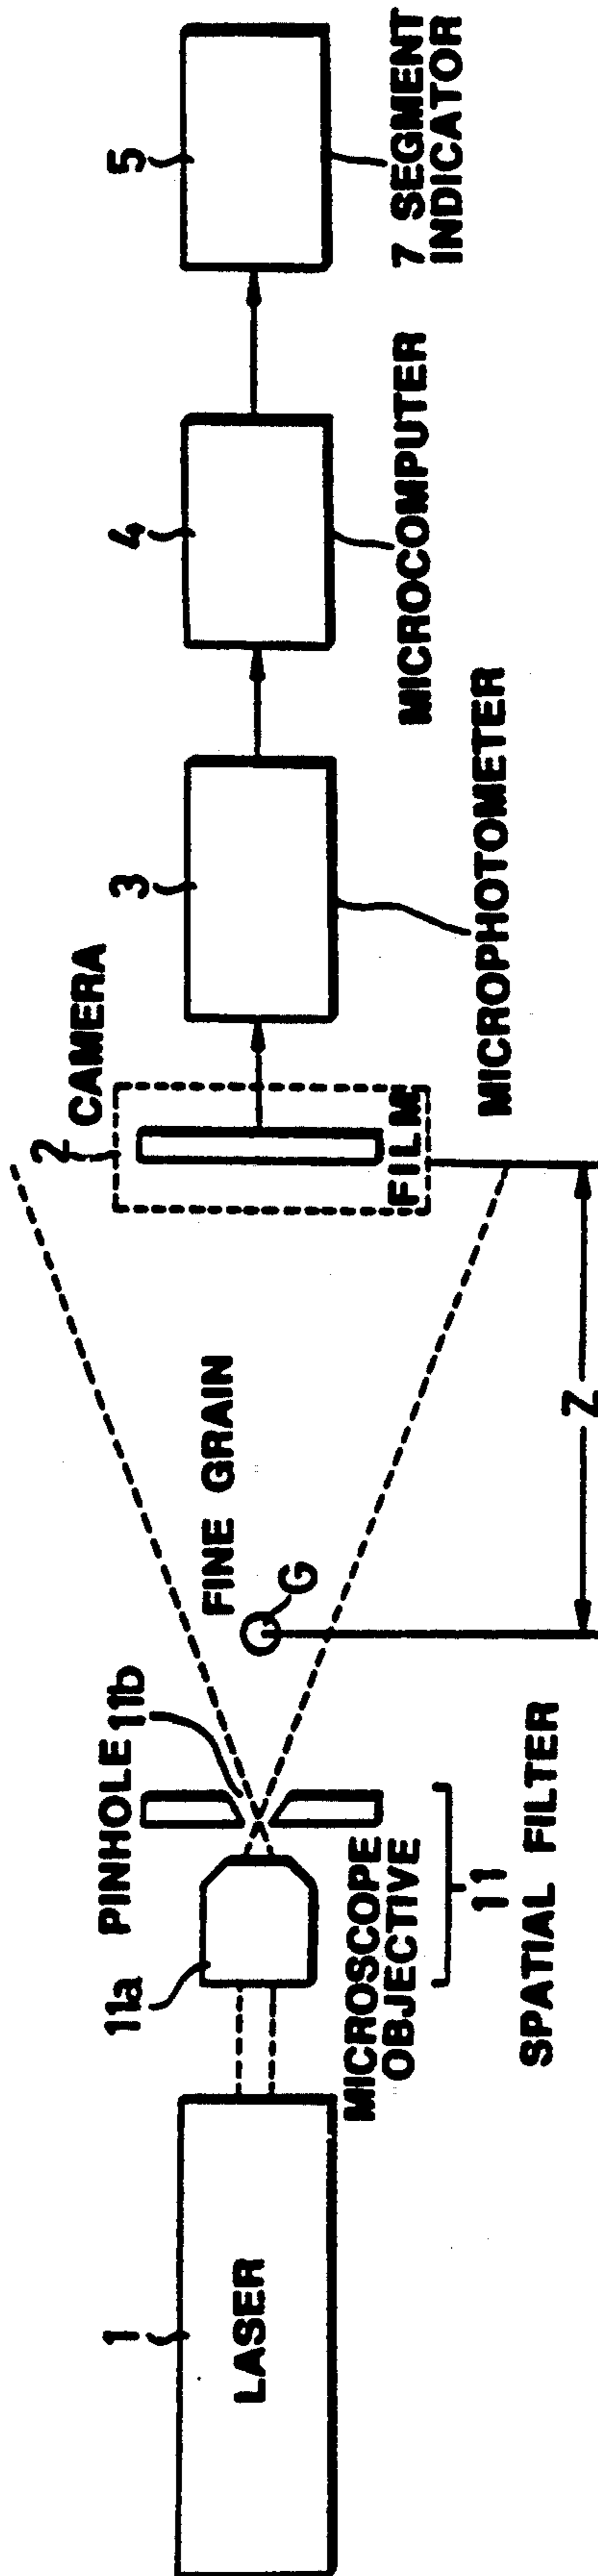 1
LASER
11a
MICROSCOPE
OBJECTIVE
PINHOLE
11b
11
SPATIAL FILTER
FINE GRAIN
G
Z
2
CAMERA
FILM
3
MICROPHOTOMETER
4
MICROCOMPUTER
5
7 SEGMENT
INDICATOR